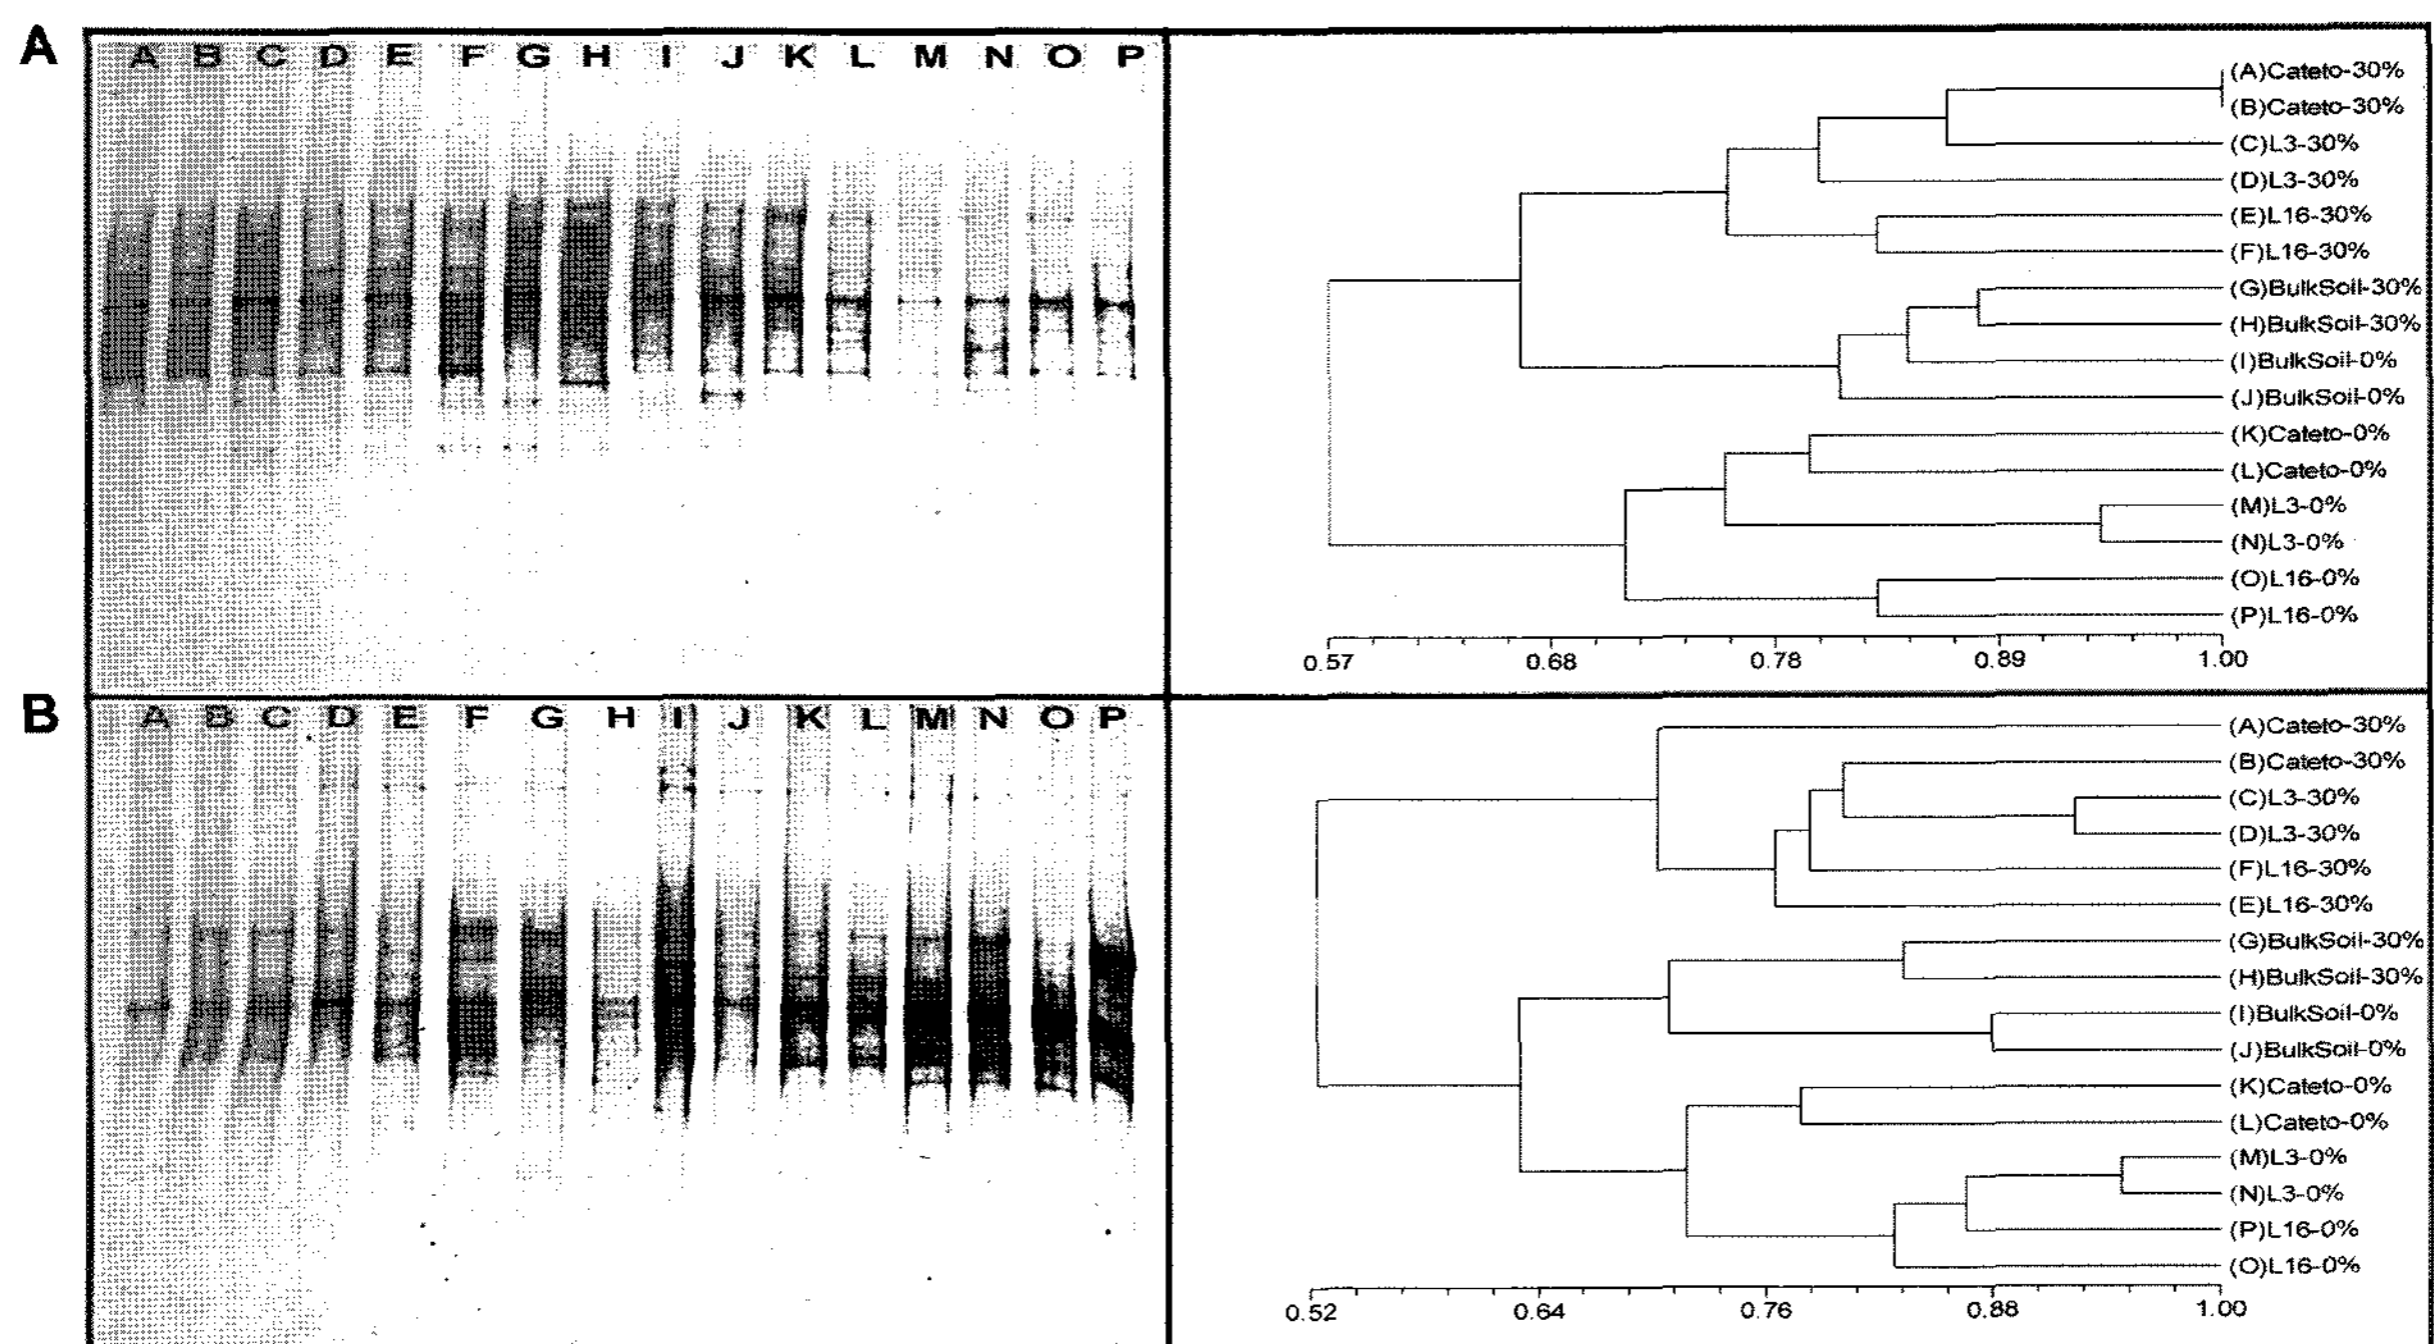 A
A B C D E F G H I J K L M N O P
(A)Cateto-30%
(B)Cateto-30%
(C)L3-30%
(D)L3-30%
(E)L16-30%
(F)L16-30%
(G)BulkSoil-30%
(H)BulkSoil-30%
(I)BulkSoil-0%
(J)BulkSoil-0%
(K)Cateto-0%
(L)Cateto-0%
(M)L3-0%
(N)L3-0%
(O)L16-0%
(P)L16-0%
0.57 0.68 0.78 0.89 1.00
B
A B C D E F G H I J K L M N O P
(A)Cateto-30%
(B)Cateto-30%
(C)L3-30%
(D)L3-30%
(F)L16-30%
(E)L16-30%
(G)BulkSoil-30%
(H)BulkSoil-30%
(I)BulkSoil-0%
(J)BulkSoil-0%
(K)Cateto-0%
(L)Cateto-0%
(M)L3-0%
(N)L3-0%
(P)L16-0%
(O)L16-0%
0.52 0.64 0.76 0.88 1.00